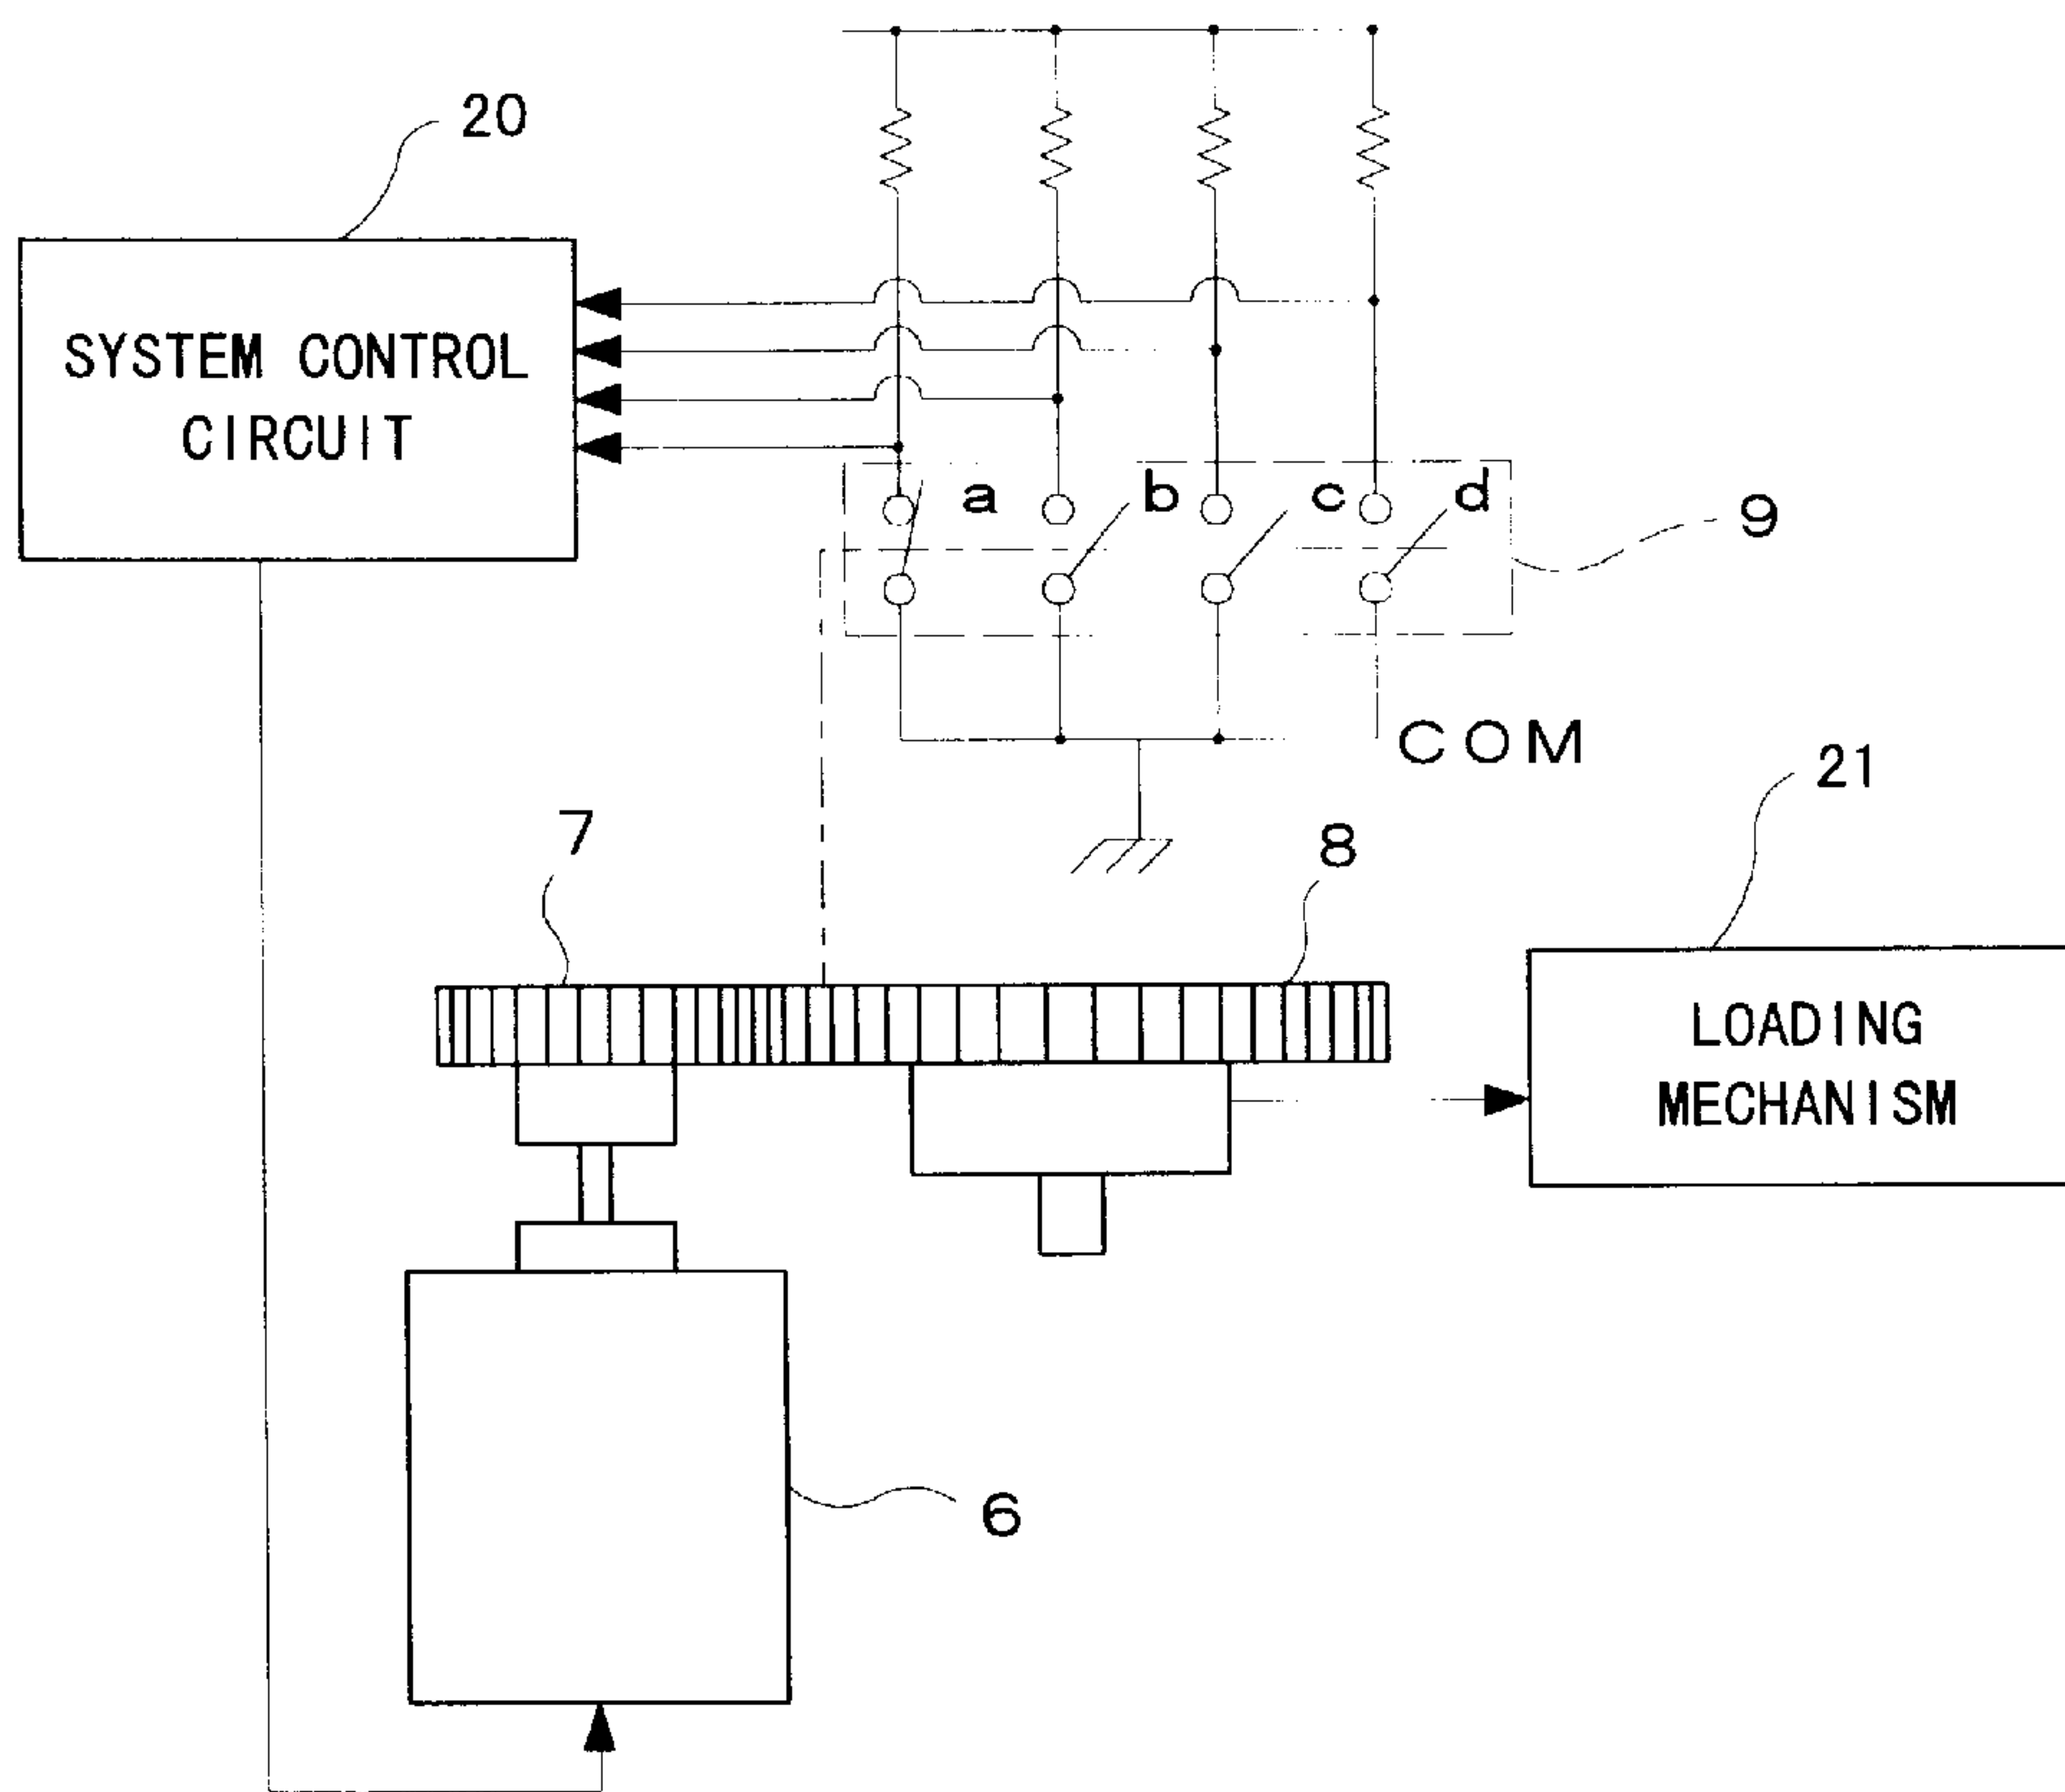 20
SYSTEM CONTROL
CIRCUIT
a b c d
9
COM
21
7
8
LOADING
MECHANISM
6